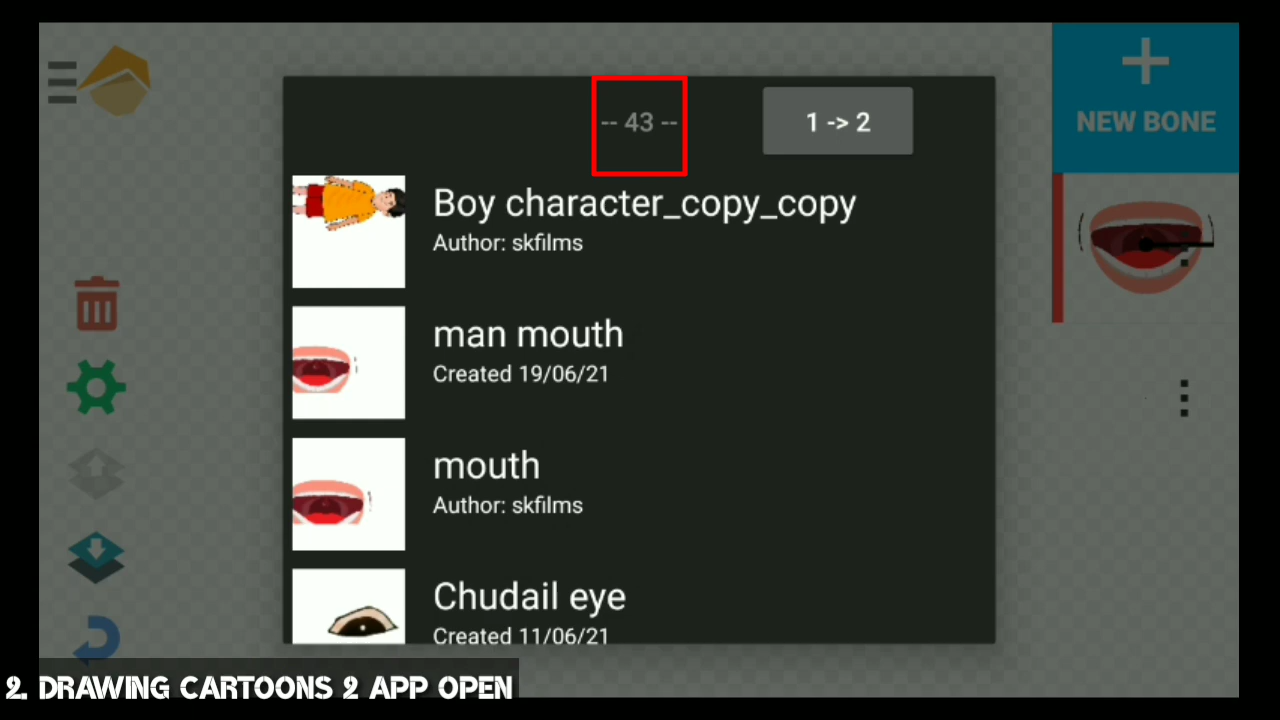 -- 43 --
1 -> 2
NEW BONE
Boy character_copy_copy
Author: skfilms
man mouth
Created 19/06/21
mouth
Author: skfilms
Chudail eye
Created 11/06/21
2. DRAWING CARTOONS 2 APP OPEN